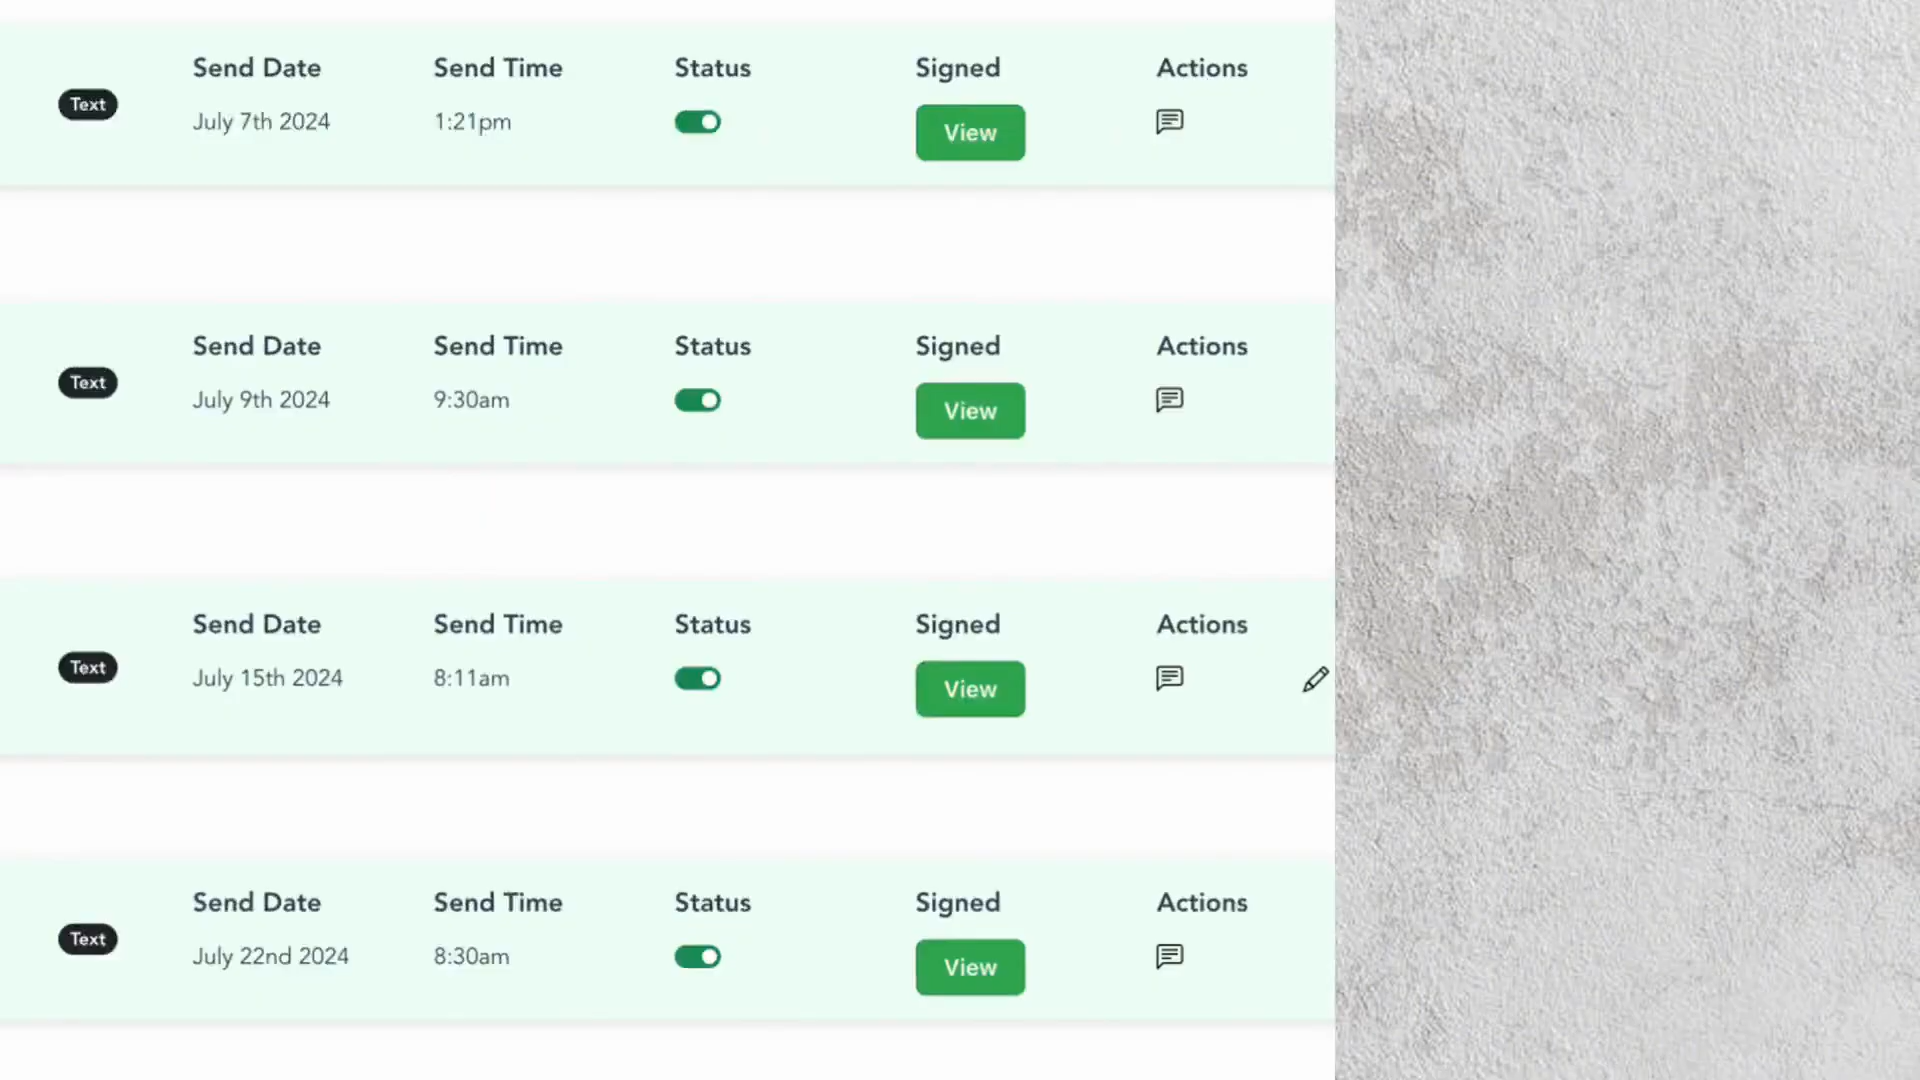 Send Date Send Time Status Signed Actions
Text July 7th 2024 1:21pm View
Send Date Send Time Status Signed Actions
Text July 9th 2024 9:30am View
Send Date Send Time Status Signed Actions
Text July 15th 2024 8:11am View
Send Date Send Time Status Signed Actions
Text July 22nd 2024 8:30am View